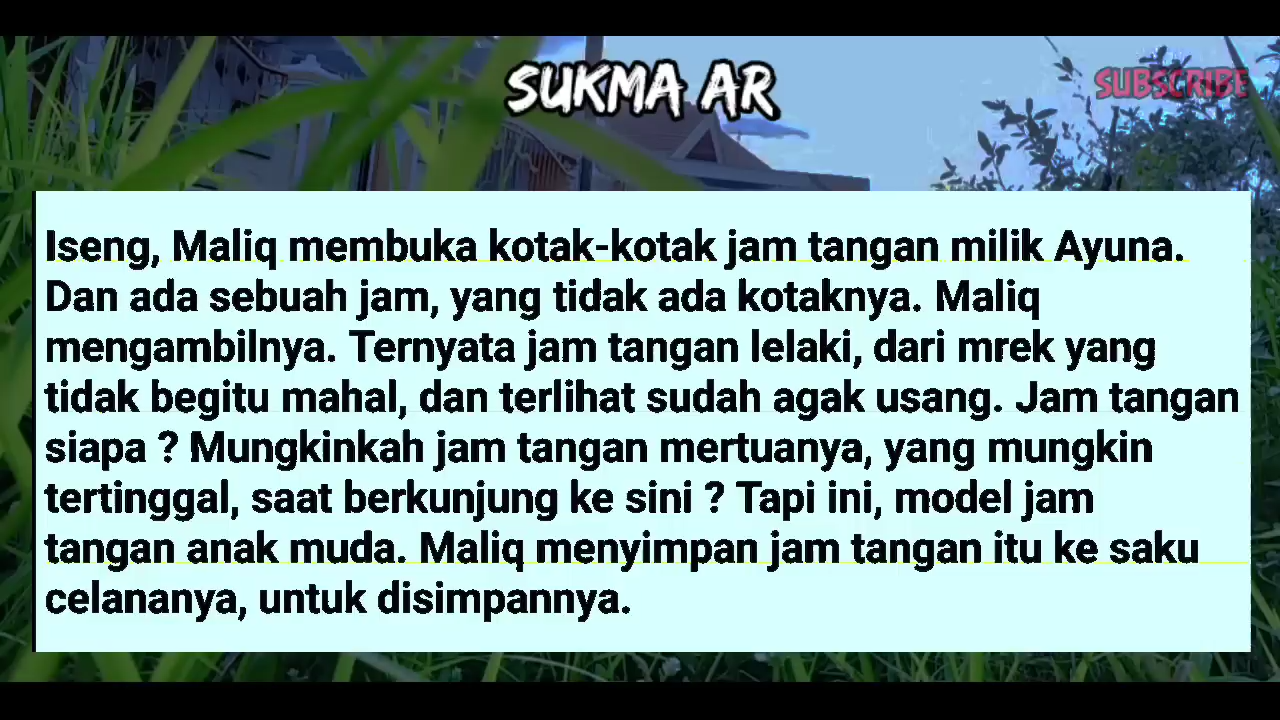 SUKMA AR
SUBSCRIBE
Iseng, Maliq membuka kotak-kotak jam tangan milik Ayuna.
Dan ada sebuah jam, yang tidak ada kotaknya. Maliq
mengambilnya. Ternyata jam tangan lelaki, dari mrek yang
tidak begitu mahal, dan terlihat sudah agak usang. Jam tangan
siapa ? Mungkinkah jam tangan mertuanya, yang mungkin
tertinggal, saat berkunjung ke sini ? Tapi ini, model jam
tangan anak muda. Maliq menyimpan jam tangan itu ke saku
celananya, untuk disimpannya.